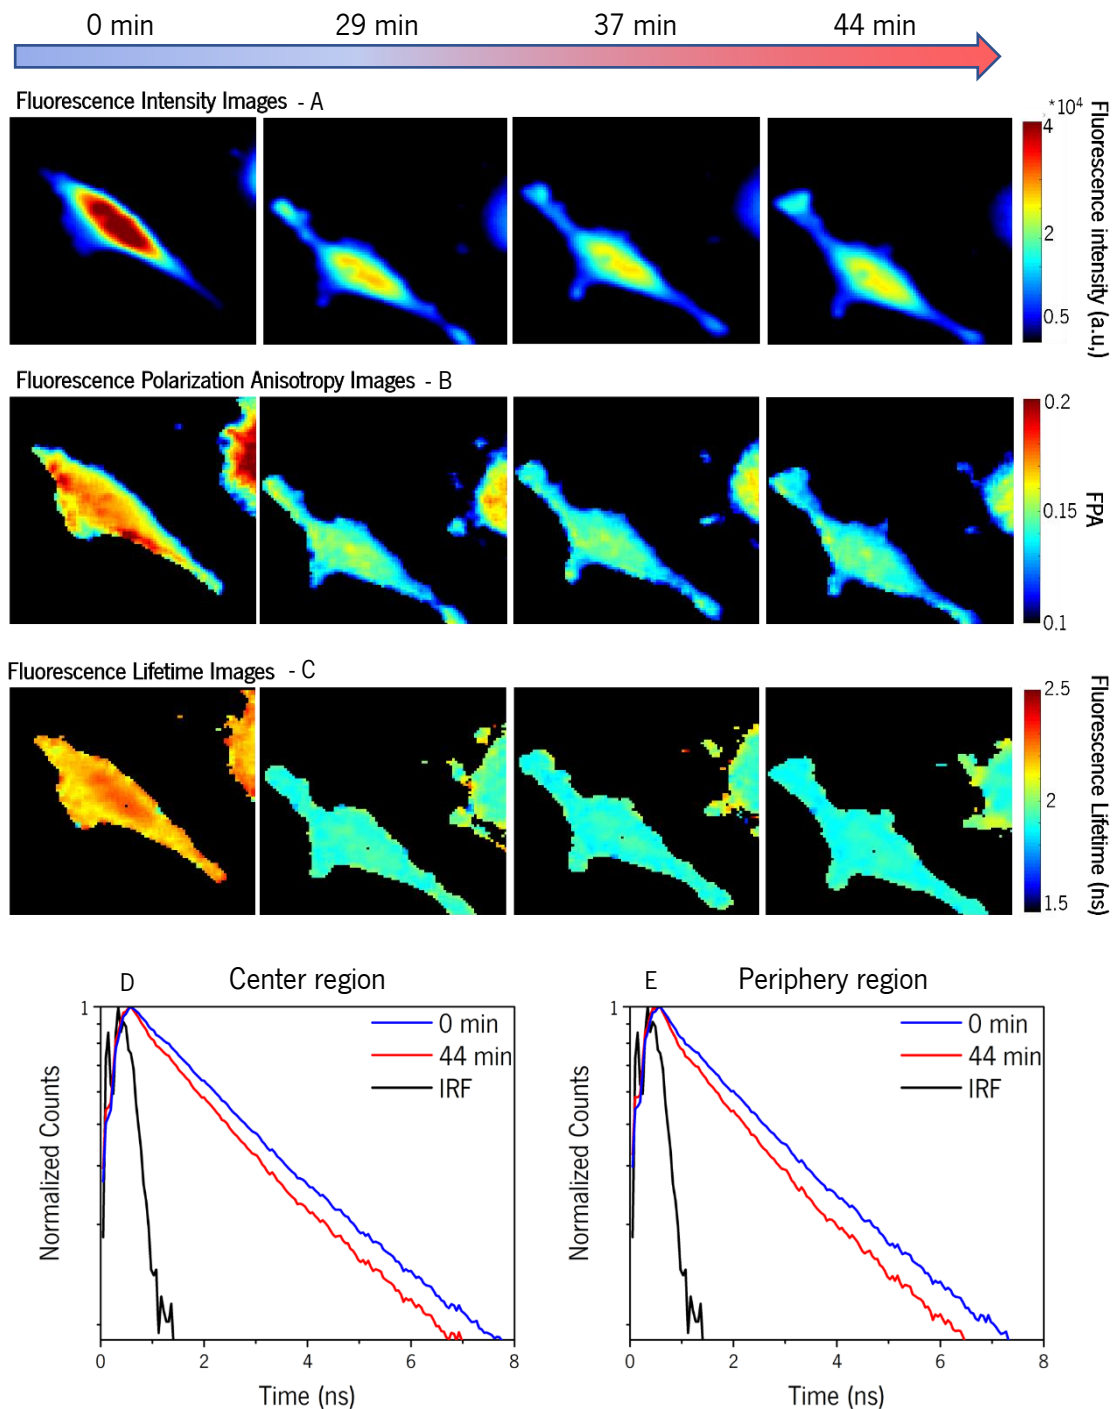 0 min 29 min 37 min 44 min
Fluorescence Intensity Images - A
*10⁴
4
2
0.5
Fluorescence intensity (a.u,)
Fluorescence Polarization Anisotropy Images - B
0.2
0.15
0.1
FPA
Fluorescence Lifetime Images - C
2.5
2
1.5
Fluorescence Lifetime (ns)
D Center region
1
0 min
44 min
IRF
Normalized Counts
0 2 4 6 8
Time (ns)
E Periphery region
1
0 min
44 min
IRF
Normalized Counts
0 2 4 6 8
Time (ns)